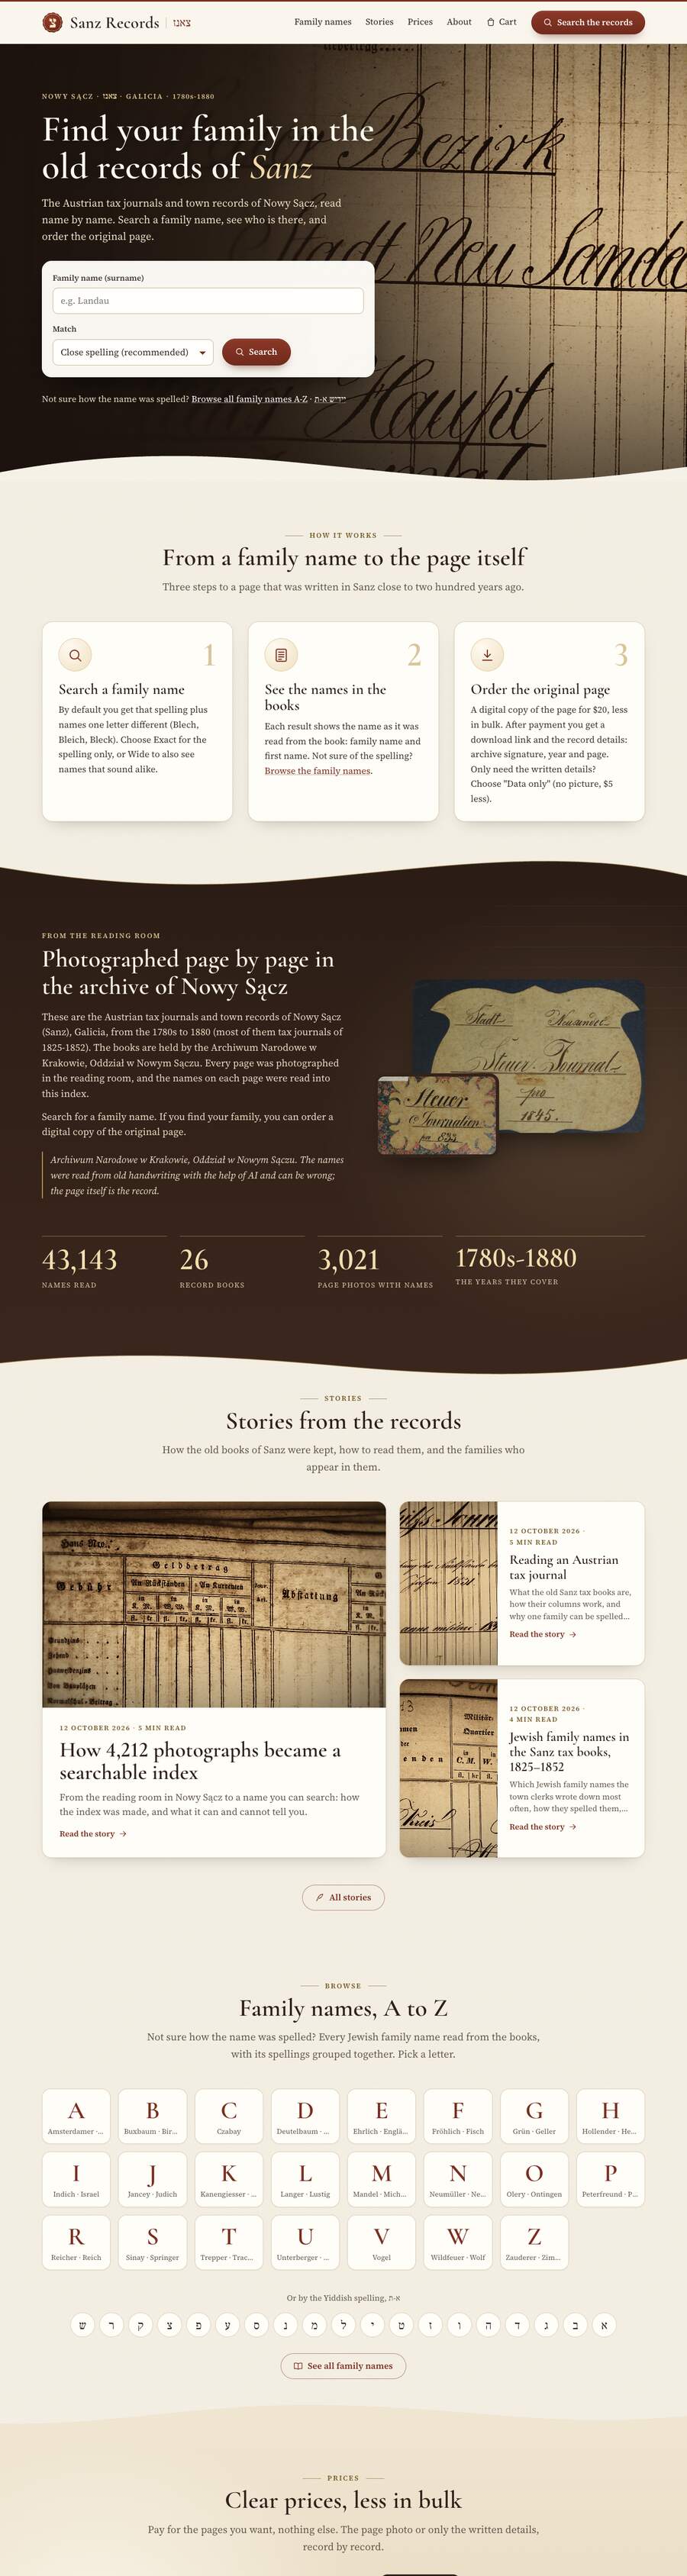 Sanz Records
צאנז
Family names
Stories
Prices
About
Cart
Search the records
NOWY SĄCZ · צאנז · GALICIA · 1780s-1880
Bezirk
Find your family in the
old records of Sanz
The Austrian tax journals and town records of Nowy Sącz, read
name by name. Search a family name, see who is there, and
order the original page.
Family name (surname)
e.g. Landau
Match
Close spelling (recommended)
Search
Haupt
Not sure how the name was spelled? Browse all family names A-Z · יידיש א-ת
HOW IT WORKS
From a family name to the page itself
Three steps to a page that was written in Sanz close to two hundred years ago.
1
Search a family name
By default you get that spelling plus
names one letter different (Blech,
Bleich, Bleck). Choose Exact for the
spelling only, or Wide to also see
names that sound alike.
2
See the names in the
books
Each result shows the name as it was
read from the book: family name and
first name. Not sure of the spelling?
Browse the family names.
3
Order the original page
A digital copy of the page for $20, less
in bulk. After payment you get a
download link and the record details:
archive signature, year and page.
Only need the written details?
Choose "Data only" (no picture, $5
less).
FROM THE READING ROOM
Photographed page by page in
the archive of Nowy Sącz
These are the Austrian tax journals and town records of Nowy Sącz
(Sanz), Galicia, from the 1780s to 1880 (most of them tax journals of
1825-1852). The books are held by the Archiwum Narodowe w
Krakowie, Oddział w Nowym Sączu. Every page was photographed
in the reading room, and the names on each page were read into
this index.
Search for a family name. If you find your family, you can order a
digital copy of the original page.
Archiwum Narodowe w Krakowie, Oddział w Nowym Sączu. The names
were read from old handwriting with the help of AI and can be wrong;
the page itself is the record.
Stadt
Steuer-Journal
pro
1845.
Steuer
43,143
NAMES READ
26
RECORD BOOKS
3,021
PAGE PHOTOS WITH NAMES
1780s-1880
THE YEARS THEY COVER
STORIES
Stories from the records
How the old books of Sanz were kept, how to read them, and the families who
appear in them.
Haus Nro.
Geldbetrag
Gebühr
An Rückständen
An Kurrenten
Abstattung
12 OCTOBER 2026 · 5 MIN READ
How 4,212 photographs became a
searchable index
From the reading room in Nowy Sącz to a name you can search: how
the index was made, and what it can and cannot tell you.
Read the story →
12 OCTOBER 2026 ·
5 MIN READ
Reading an Austrian
tax journal
What the old Sanz tax books are,
how their columns work, and
why one family can be spelled...
Read the story →
Militär-
Quartier
C. M.
W. W.
Kreis
12 OCTOBER 2026 ·
4 MIN READ
Jewish family names in
the Sanz tax books,
1825–1852
Which Jewish family names the
town clerks wrote down most
often, how they spelled them,...
Read the story →
All stories
BROWSE
Family names, A to Z
Not sure how the name was spelled? Every Jewish family name read from the books,
with its spellings grouped together. Pick a letter.
A
Amsterdamer ·...
B
Buxbaum · Bir...
C
Czabay
D
Deutelbaum · ...
E
Ehrlich · Englä...
F
Fröhlich · Fisch
G
Grün · Geller
H
Hollender · He...
I
Indich · Israel
J
Jancey · Judich
K
Kanengiesser · ...
L
Langer · Lustig
M
Mandel · Mich...
N
Neumüller · Ne...
O
Olery · Ontingen
P
Peterfreund · P...
R
Reicher · Reich
S
Sinay · Springer
T
Trepper · Trac...
U
Unterberger · ...
V
Vogel
W
Wildfeuer · Wolf
Z
Zauderer · Zim...
Or by the Yiddish spelling, א-ת
א ב ג ד ה ו ז ט י ל מ נ ס ע פ צ ק ר ש
See all family names
PRICES
Clear prices, less in bulk
Pay for the pages you want, nothing else. The page photo or only the written details,
record by record.